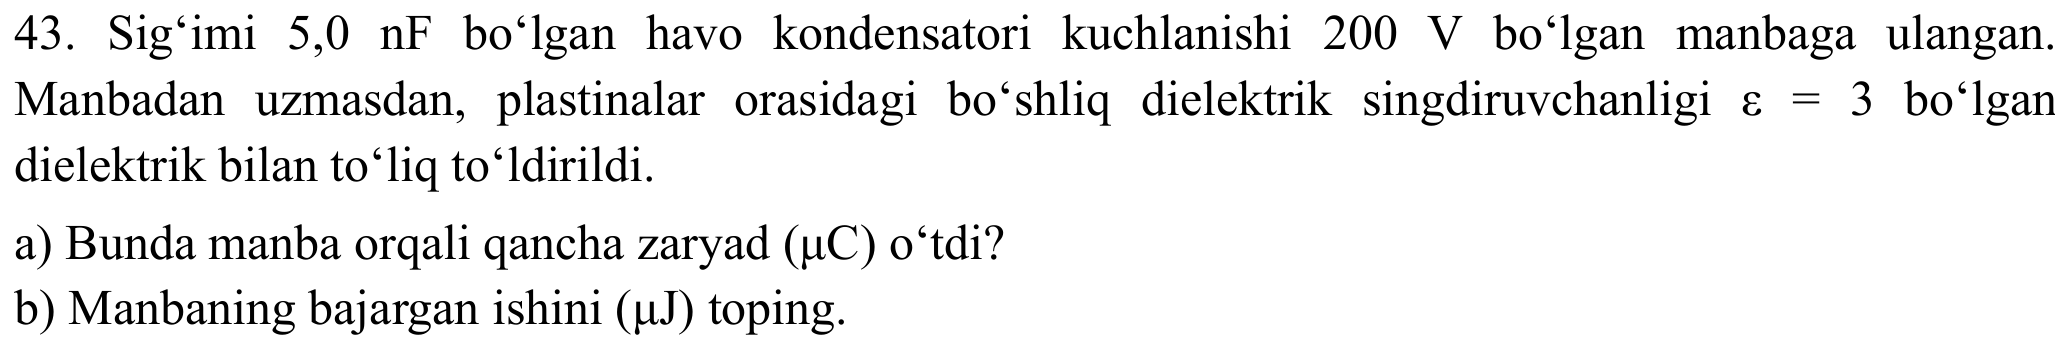 43. Sig‘imi 5,0 nF bo‘lgan havo kondensatori kuchlanishi 200 V bo‘lgan manbaga ulangan.
Manbadan uzmasdan, plastinalar orasidagi bo‘shliq dielektrik singdiruvchanligi ε = 3 bo‘lgan
dielektrik bilan to‘liq to‘ldirildi.
a) Bunda manba orqali qancha zaryad (μC) o‘tdi?
b) Manbaning bajargan ishini (μJ) toping.